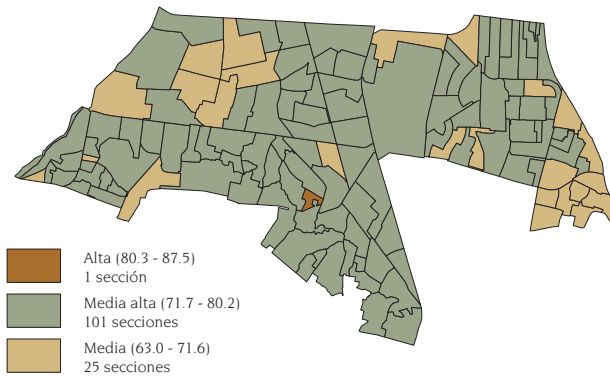 Alta (80.3 - 87.5)
1 sección
Media alta (71.7 - 80.2)
101 secciones
Media (63.0 - 71.6)
25 secciones